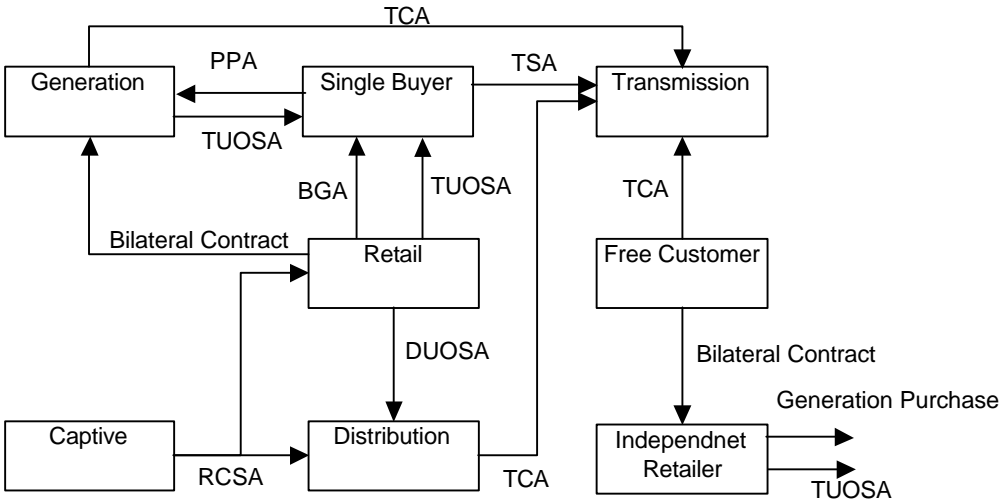 TCA
Generation
PPA
Single Buyer
TSA
Transmission
TUOSA
BGA
TUOSA
TCA
Bilateral Contract
Retail
Free Customer
DUOSA
Bilateral Contract
Generation Purchase
Captive
RCSA
Distribution
TCA
Independnet
Retailer
TUOSA